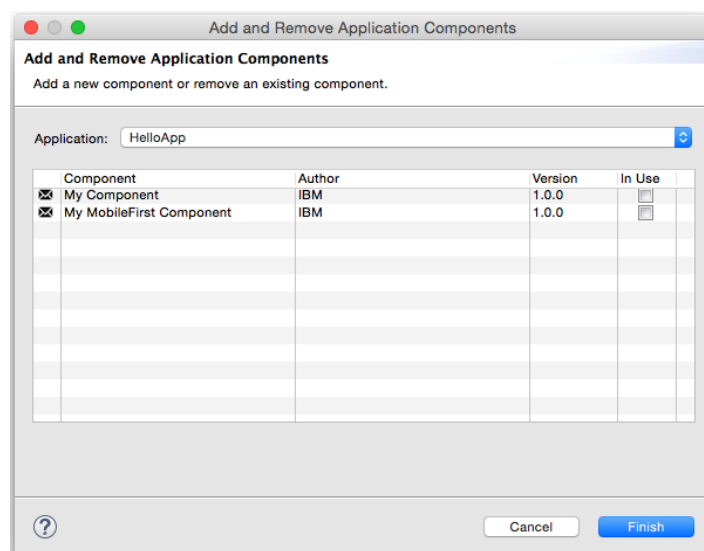 Add and Remove Application Components
Add and Remove Application Components
Add a new component or remove an existing component.
Application: HelloApp
Component Author Version In Use
My Component IBM 1.0.0
My MobileFirst Component IBM 1.0.0
? Cancel Finish